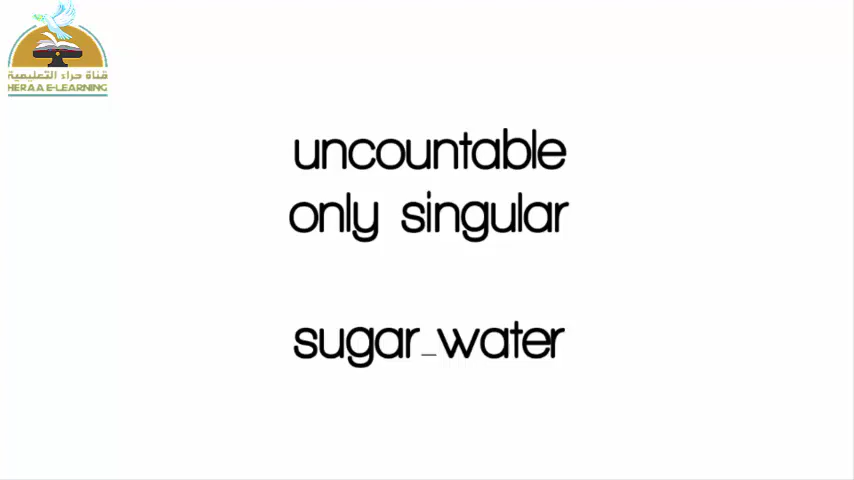 قناة حراء التعليمية
HERAA E-LEARNING
uncountable
only singular
sugar_water